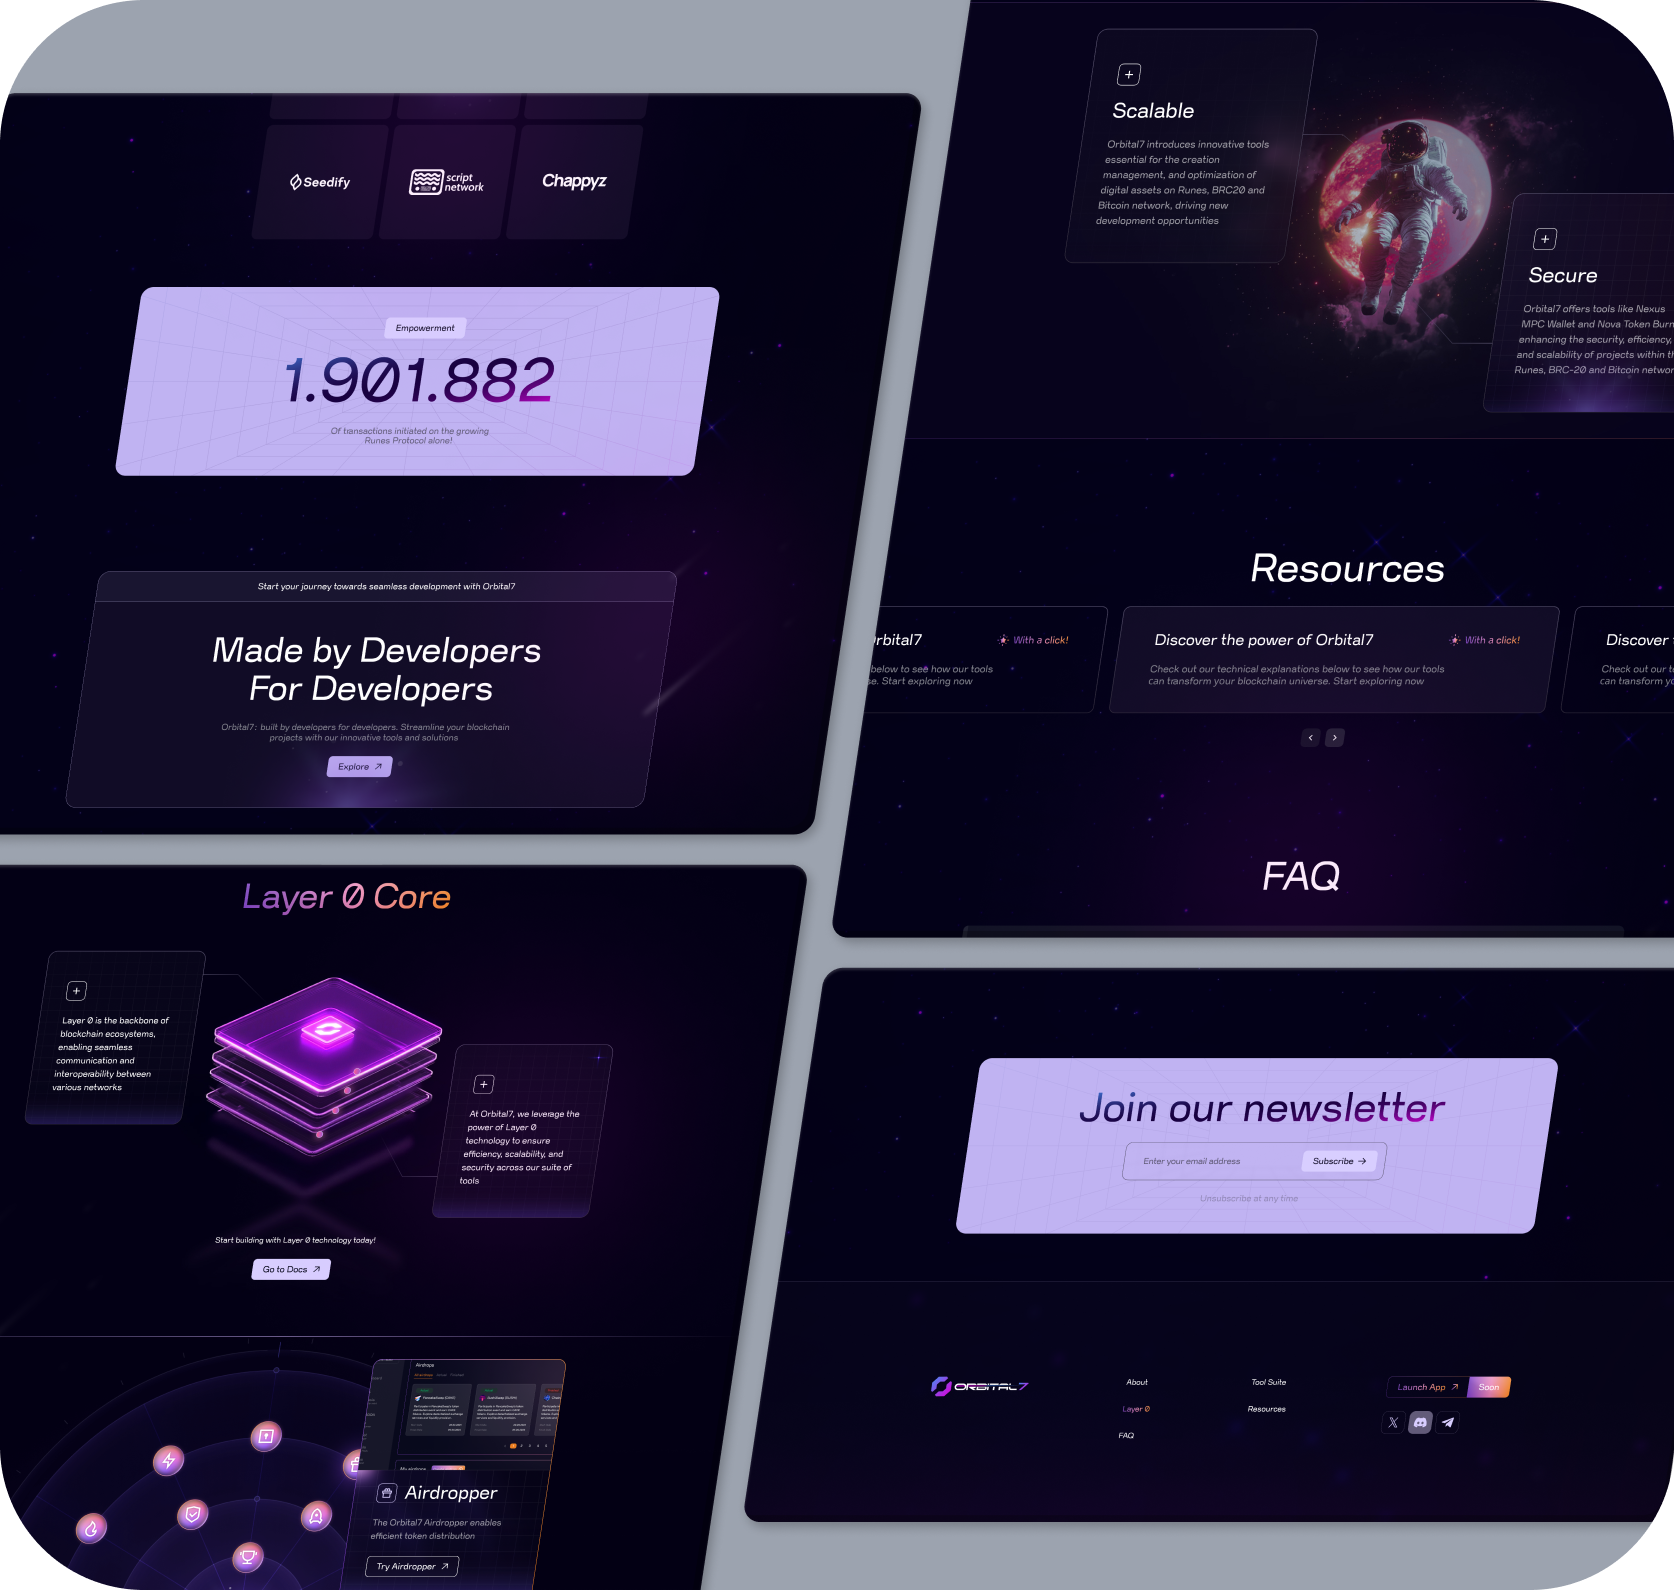 Seedify
script
network
Chappyz
Empowerment
1.901.882
Of transactions initiated on the growing
Runes Protocol alone!
Start your journey towards seamless development with Orbital7
Made by Developers
For Developers
Orbital7: built by developers for developers. Streamline your blockchain
projects with our innovative tools and solutions
Explore
Scalable
Orbital7 introduces innovative tools
essential for the creation
management, and optimization of
digital assets on Runes, BRC20 and
Bitcoin network, driving new
development opportunities
Secure
Orbital7 offers tools like Nexus
MPC Wallet and Nova Token Burn
enhancing the security, efficiency,
and scalability of projects within th
Runes, BRC-20 and Bitcoin networ
Resources
Orbital7
With a click!
below to see how our tools
se. Start exploring now
Discover the power of Orbital7
With a click!
Check out our technical explanations below to see how our tools
can transform your blockchain universe. Start exploring now
Discover
Check out our t
can transform yo
FAQ
Layer 0 Core
Layer 0 is the backbone of
blockchain ecosystems,
enabling seamless
communication and
interoperability between
various networks
At Orbital7, we leverage the
power of Layer 0
technology to ensure
efficiency, scalability, and
security across our suite of
tools
Start building with Layer 0 technology today!
Go to Docs
Airdrops
Airdropper
The Orbital7 Airdropper enables
efficient token distribution
Try Airdropper
Join our newsletter
Enter your email address
Subscribe
Unsubscribe at any time
ORBITAL7
About
Layer 0
FAQ
Tool Suite
Resources
Launch App
Soon